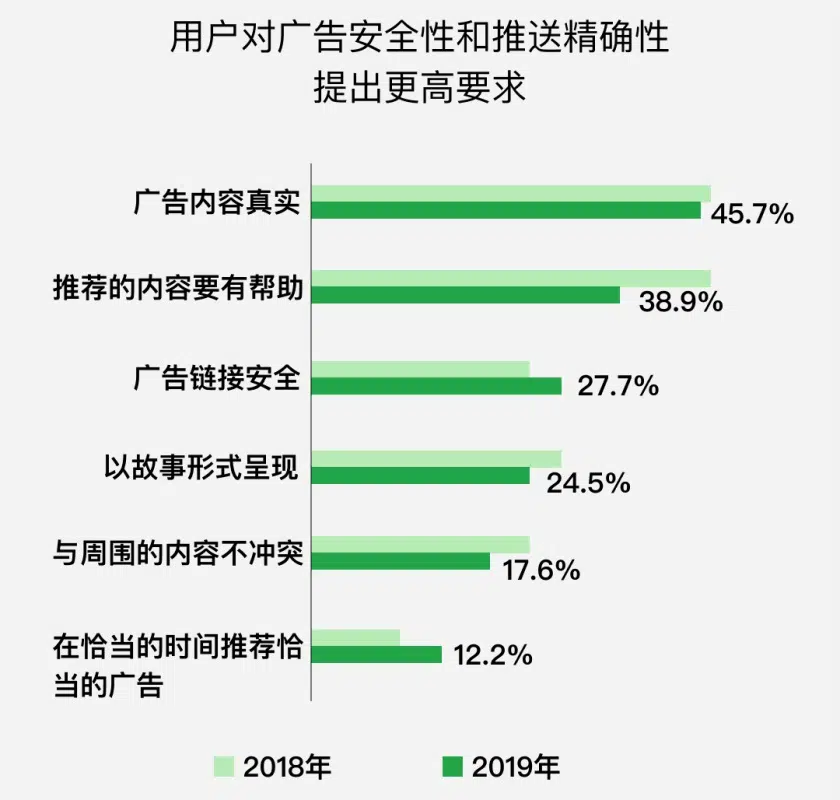 用户对广告安全性和推送精确性
提出更高要求
广告内容真实
45.7%
推荐的内容要有帮助
38.9%
广告链接安全
27.7%
以故事形式呈现
24.5%
与周围的内容不冲突
17.6%
在恰当的时间推荐恰
当的广告
12.2%
2018年
2019年